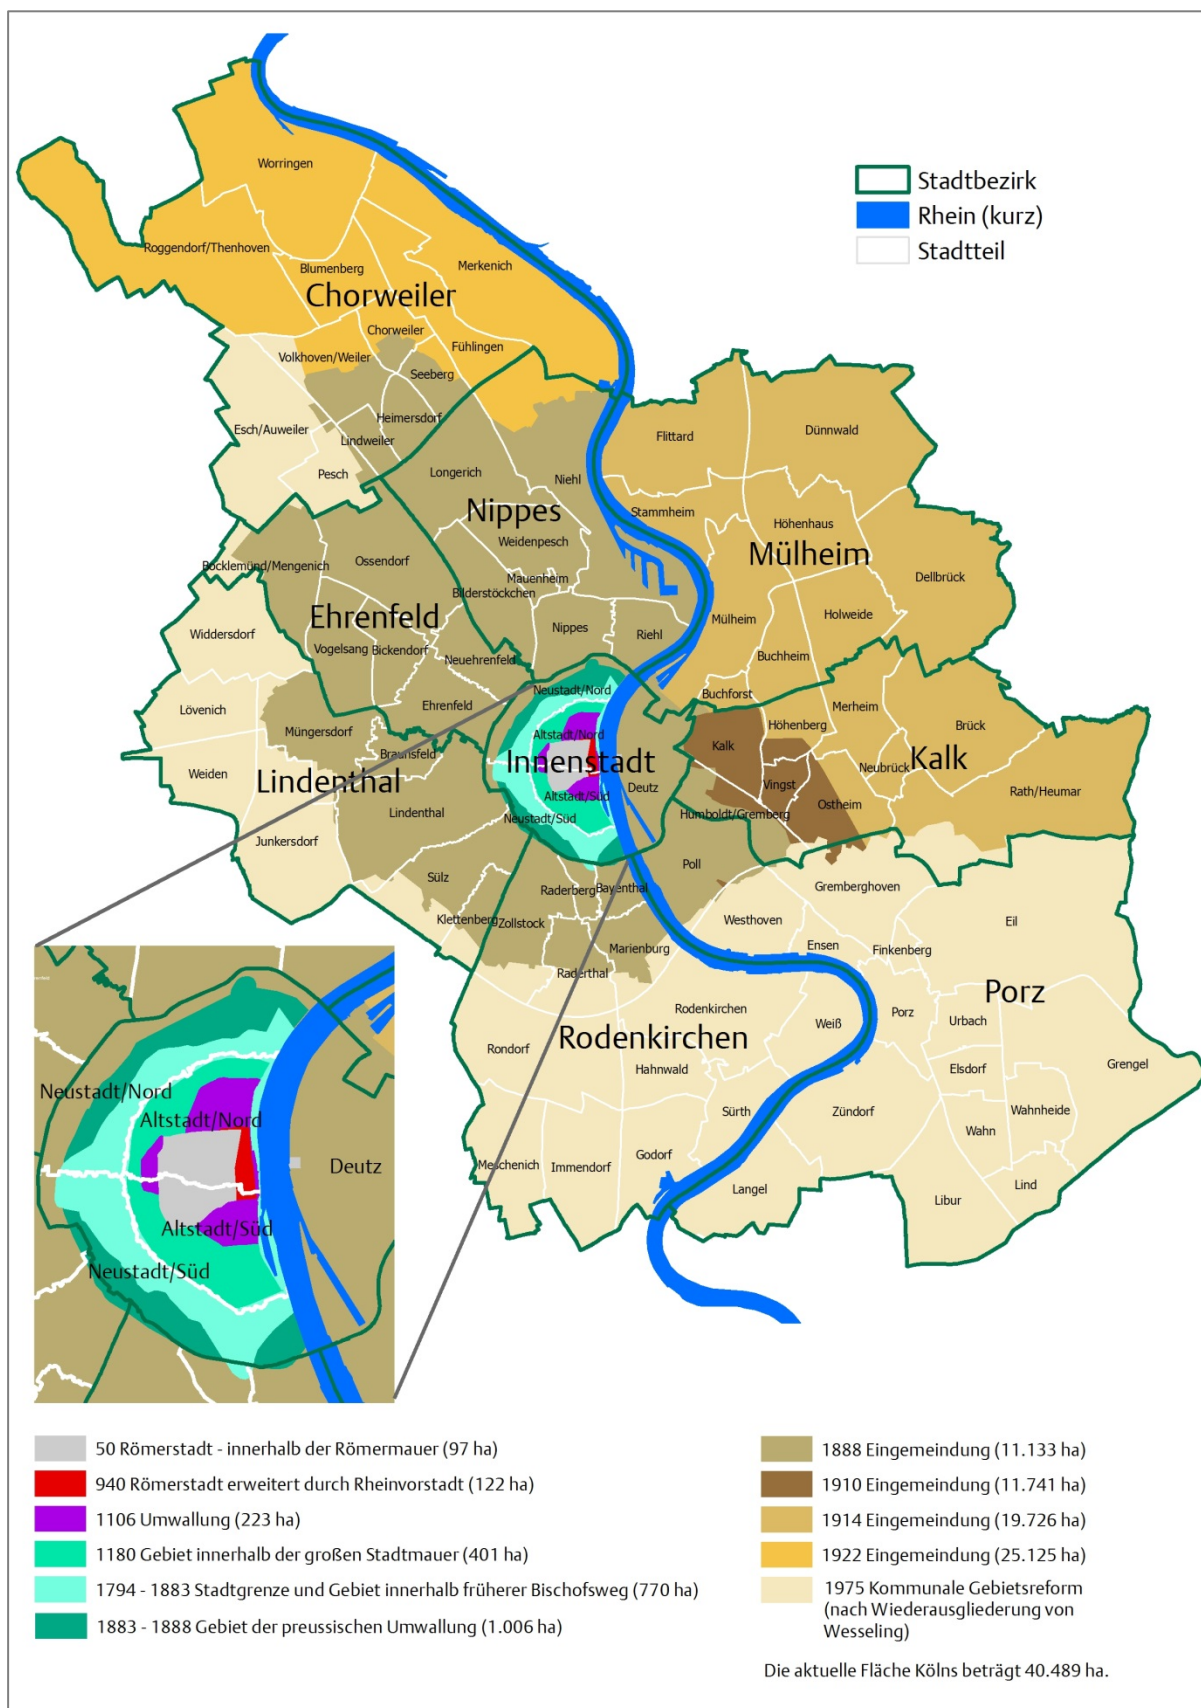 Stadtbezirk
Rhein (kurz)
Stadtteil
Worringen
Roggendorf/Thenhoven
Blumenberg
Merkenich
Chorweiler
Chorweiler
Volkhoven/Weiler
Fühlingen
Seeberg
Esch/Auweiler
Heimersdorf
Lindweiler
Pesch
Longerich
Niehl
Nippes
Weidenpesch
Mauenheim
Bilderstöckchen
Nippes
Riehl
Flittard
Dünnwald
Stammheim
Höhenhaus
Mülheim
Dellbrück
Mülheim
Holweide
Buchheim
Buchforst
Bocklemünd/Mengenich
Ossendorf
Ehrenfeld
Vogelsang
Bickendorf
Neuehrenfeld
Ehrenfeld
Widdersdorf
Lövenich
Müngersdorf
Braunsfeld
Weiden
Lindenthal
Lindenthal
Junkersdorf
Sülz
Klettenberg
Neustadt/Nord
Altstadt/Nord
Innenstadt
Altstadt/Süd
Neustadt/Süd
Deutz
Kalk
Höhenberg
Merheim
Brück
Neubrück
Kalk
Vingst
Ostheim
Rath/Heumar
Humboldt/Gremberg
Poll
Raderberg
Bayenthal
Zollstock
Marienburg
Raderthal
Westhoven
Gremberghoven
Ensen
Finkenberg
Eil
Porz
Porz
Urbach
Rodenkirchen
Rodenkirchen
Weiß
Rondorf
Hahnwald
Elsdorf
Grengel
Sürth
Zündorf
Wahnheide
Wahn
Meschenich
Immendorf
Godorf
Langel
Libur
Lind
Neustadt/Nord
Altstadt/Nord
Deutz
Altstadt/Süd
Neustadt/Süd
50 Römerstadt - innerhalb der Römermauer (97 ha)
940 Römerstadt erweitert durch Rheinvorstadt (122 ha)
1106 Umwallung (223 ha)
1180 Gebiet innerhalb der großen Stadtmauer (401 ha)
1794 - 1883 Stadtgrenze und Gebiet innerhalb früherer Bischofsweg (770 ha)
1883 - 1888 Gebiet der preussischen Umwallung (1.006 ha)
1888 Eingemeindung (11.133 ha)
1910 Eingemeindung (11.741 ha)
1914 Eingemeindung (19.726 ha)
1922 Eingemeindung (25.125 ha)
1975 Kommunale Gebietsreform
(nach Wiederausgliederung von
Wesseling)
Die aktuelle Fläche Kölns beträgt 40.489 ha.